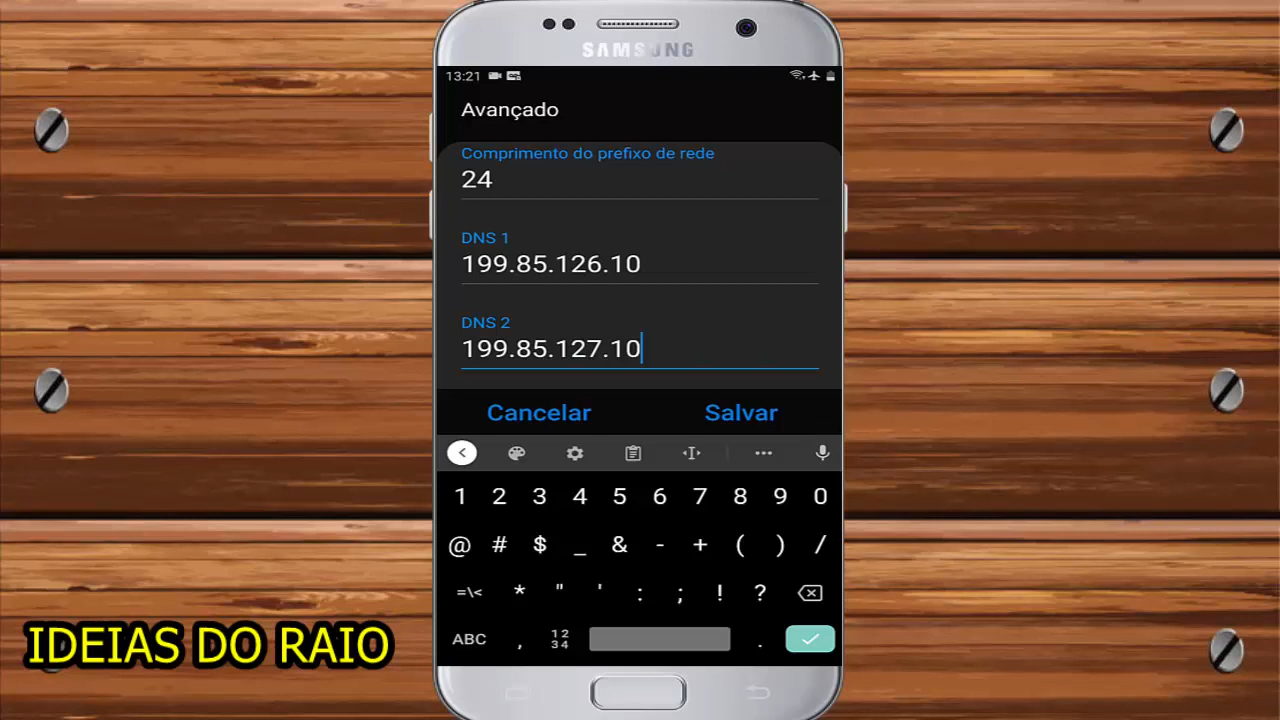 SAMSUNG
13:21
Avançado
Comprimento do prefixo de rede
24
DNS 1
199.85.126.10
DNS 2
199.85.127.10
Cancelar Salvar
1 2 3 4 5 6 7 8 9 0
@ # $ _ & - + ( ) /
=\< * " ' : ; ! ?
ABC , 12 34 .
IDEIAS DO RAIO